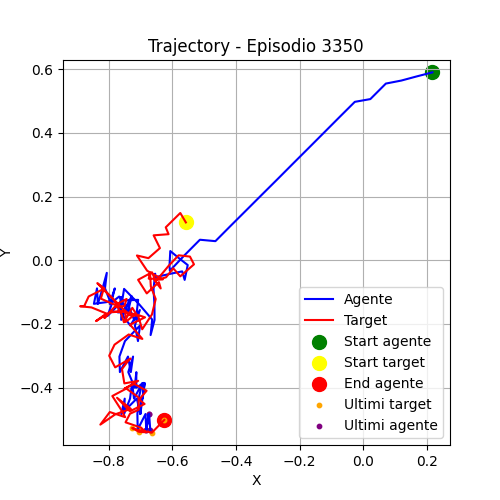 Trajectory - Episodio 3350
0.6
0.4
0.2
0.0
−0.2
−0.4
Y
−0.8
−0.6
−0.4
−0.2
0.0
0.2
X
Agente
Target
Start agente
Start target
End agente
Ultimi target
Ultimi agente